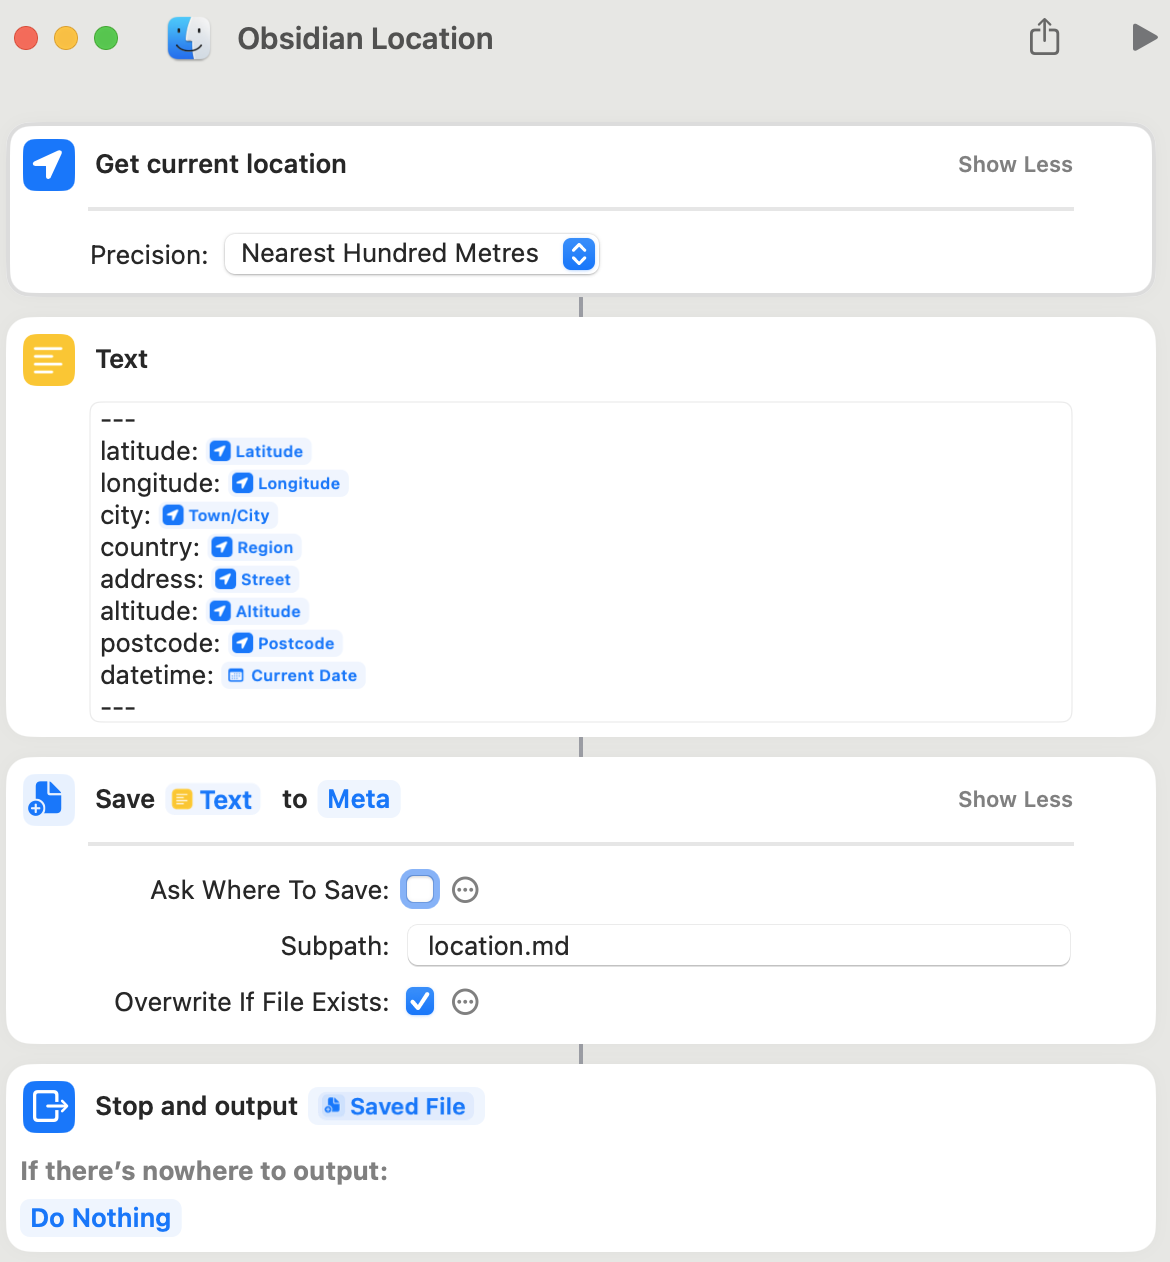 Obsidian Location
Get current location
Show Less
Precision: Nearest Hundred Metres
Text
---
latitude: Latitude
longitude: Longitude
city: Town/City
country: Region
address: Street
altitude: Altitude
postcode: Postcode
datetime: Current Date
---
Save Text to Meta
Show Less
Ask Where To Save:
Subpath: location.md
Overwrite If File Exists:
Stop and output Saved File
If there's nowhere to output:
Do Nothing